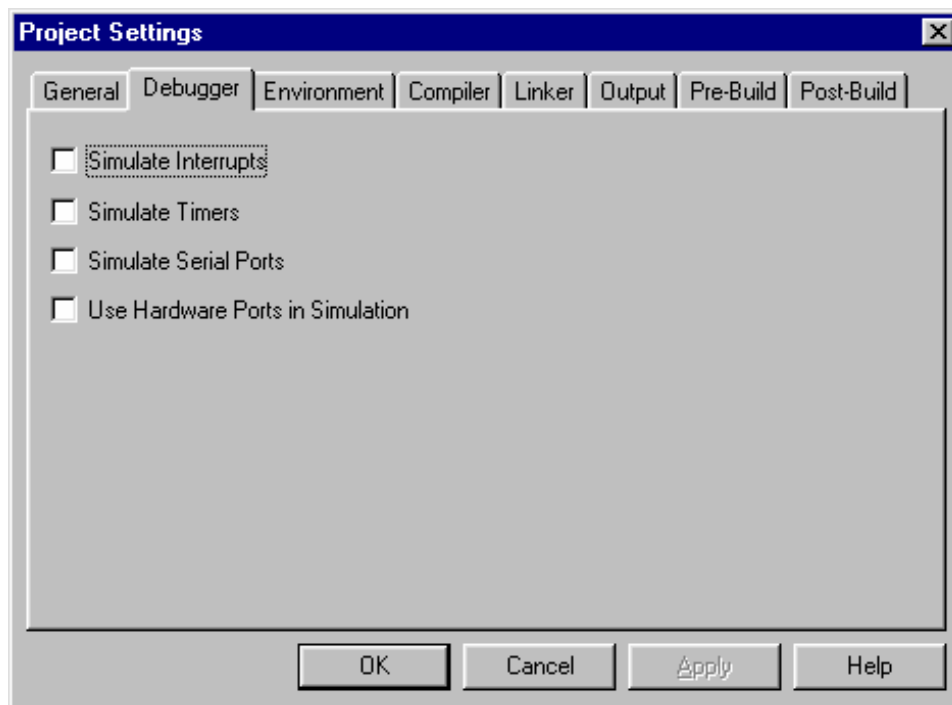 Project Settings
General Debugger Environment Compiler Linker Output Pre-Build Post-Build
Simulate Interrupts
Simulate Timers
Simulate Serial Ports
Use Hardware Ports in Simulation
OK Cancel Apply Help